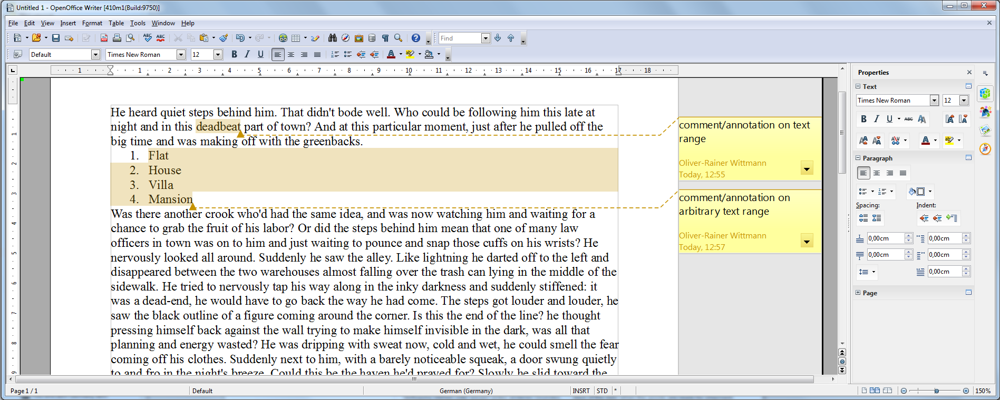 Untitled 1 - OpenOffice Writer [410m1(Build:9750)]
File Edit View Insert Format Table Tools Window Help
Find
Default Times New Roman 12 B I U
1 1 2 3 4 5 6 7 8 9 10 11 12 13 14 15 16 17 18
He heard quiet steps behind him. That didn't bode well. Who could be following him this late at
night and in this deadbeat part of town? And at this particular moment, just after he pulled off the
big time and was making off with the greenbacks.
1. Flat
2. House
3. Villa
4. Mansion
Was there another crook who'd had the same idea, and was now watching him and waiting for a
chance to grab the fruit of his labor? Or did the steps behind him mean that one of many law
officers in town was on to him and just waiting to pounce and snap those cuffs on his wrists? He
nervously looked all around. Suddenly he saw the alley. Like lightning he darted off to the left and
disappeared between the two warehouses almost falling over the trash can lying in the middle of the
sidewalk. He tried to nervously tap his way along in the inky darkness and suddenly stiffened: it
was a dead-end, he would have to go back the way he had come. The steps got louder and louder, he
saw the black outline of a figure coming around the corner. Is this the end of the line? he thought
pressing himself back against the wall trying to make himself invisible in the dark, was all that
planning and energy wasted? He was dripping with sweat now, cold and wet, he could smell the fear
coming off his clothes. Suddenly next to him, with a barely noticeable squeak, a door swung quietly
to and fro in the night's breeze. Could this be the haven he'd prayed for? Slowly he slid toward the
comment/annotation on text
range
Oliver-Rainer Wittmann
Today, 12:55
comment/annotation on
arbitrary text range
Oliver-Rainer Wittmann
Today, 12:57
Properties
Text
Times New Roman 12
B I U ABC A
Paragraph
Spacing: Indent:
0,00cm 0,00cm
0,00cm 0,00cm
0,00cm
Page
Page 1 / 1 Default German (Germany) INSRT STD * 150%